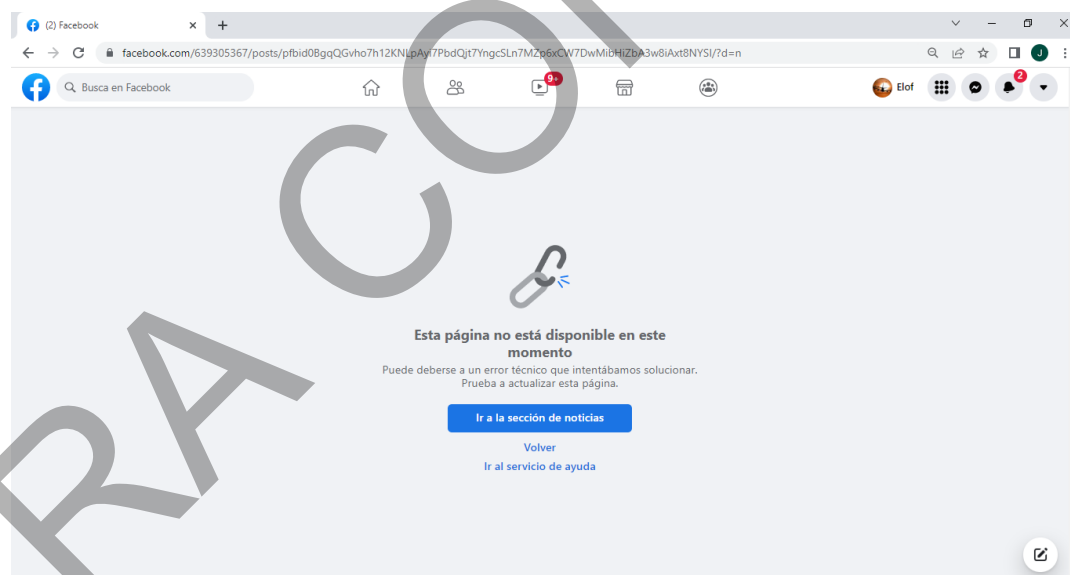 (2) Facebook
facebook.com/639305367/posts/pfbid0BgqQGvho7h12KNLpAyi7PbdQjt7YngcSLn7MZp6xCW7DwMibHiZbA3w8iAxt8NYSl/?d=n
J
Busca en Facebook
9+
Elof
2
Esta página no está disponible en este
momento
Puede deberse a un error técnico que intentábamos solucionar.
Prueba a actualizar esta página.
Ir a la sección de noticias
Volver
Ir al servicio de ayuda
RA CO